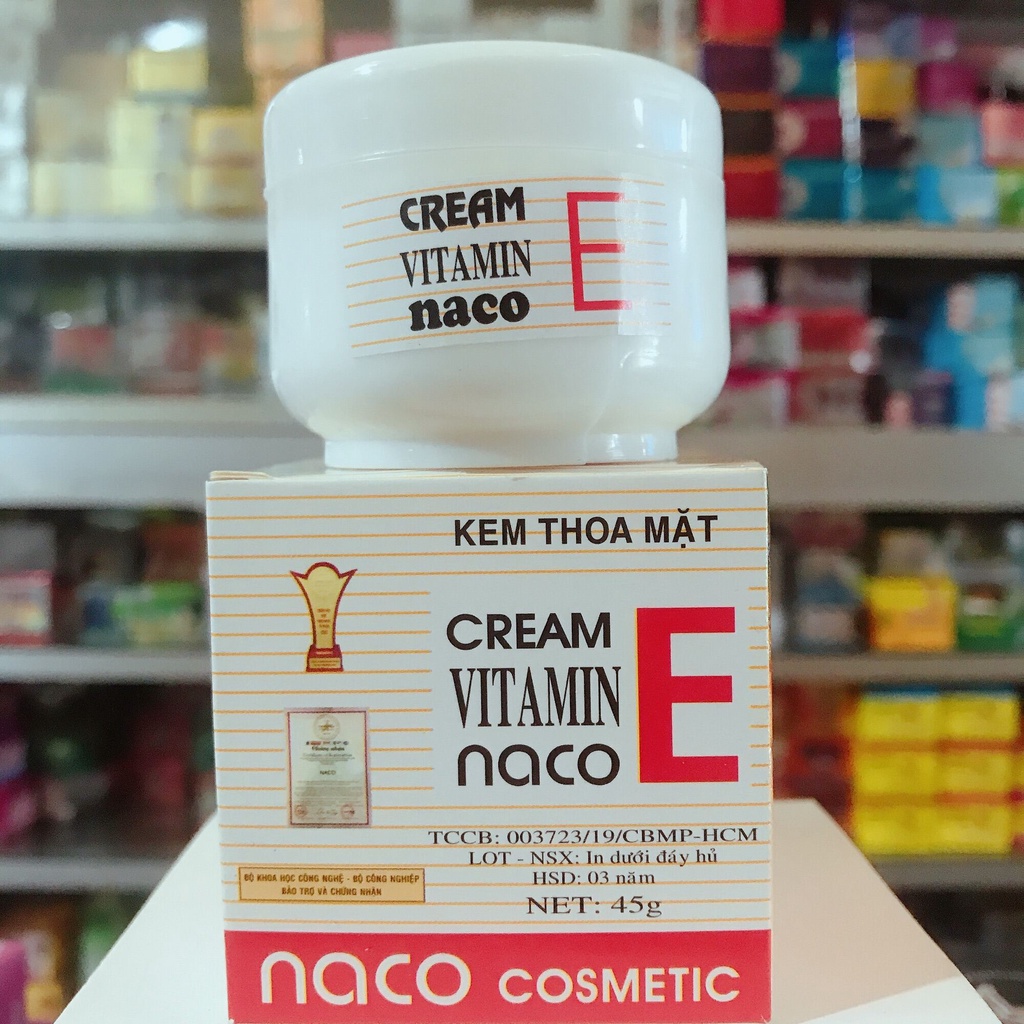 CREAM
VITAMIN
naco
E
KEM THOA MẶT
CREAM
VITAMIN
naco
E
NACO
TCCB: 003723/19/CBMP-HCM
LOT - NSX: In dưới đáy hủ
HSD: 03 năm
NET: 45g
BỘ KHOA HỌC CÔNG NGHỆ - BỘ CÔNG NGHIỆP
BẢO TRỢ VÀ CHỨNG NHẬN
naco COSMETIC